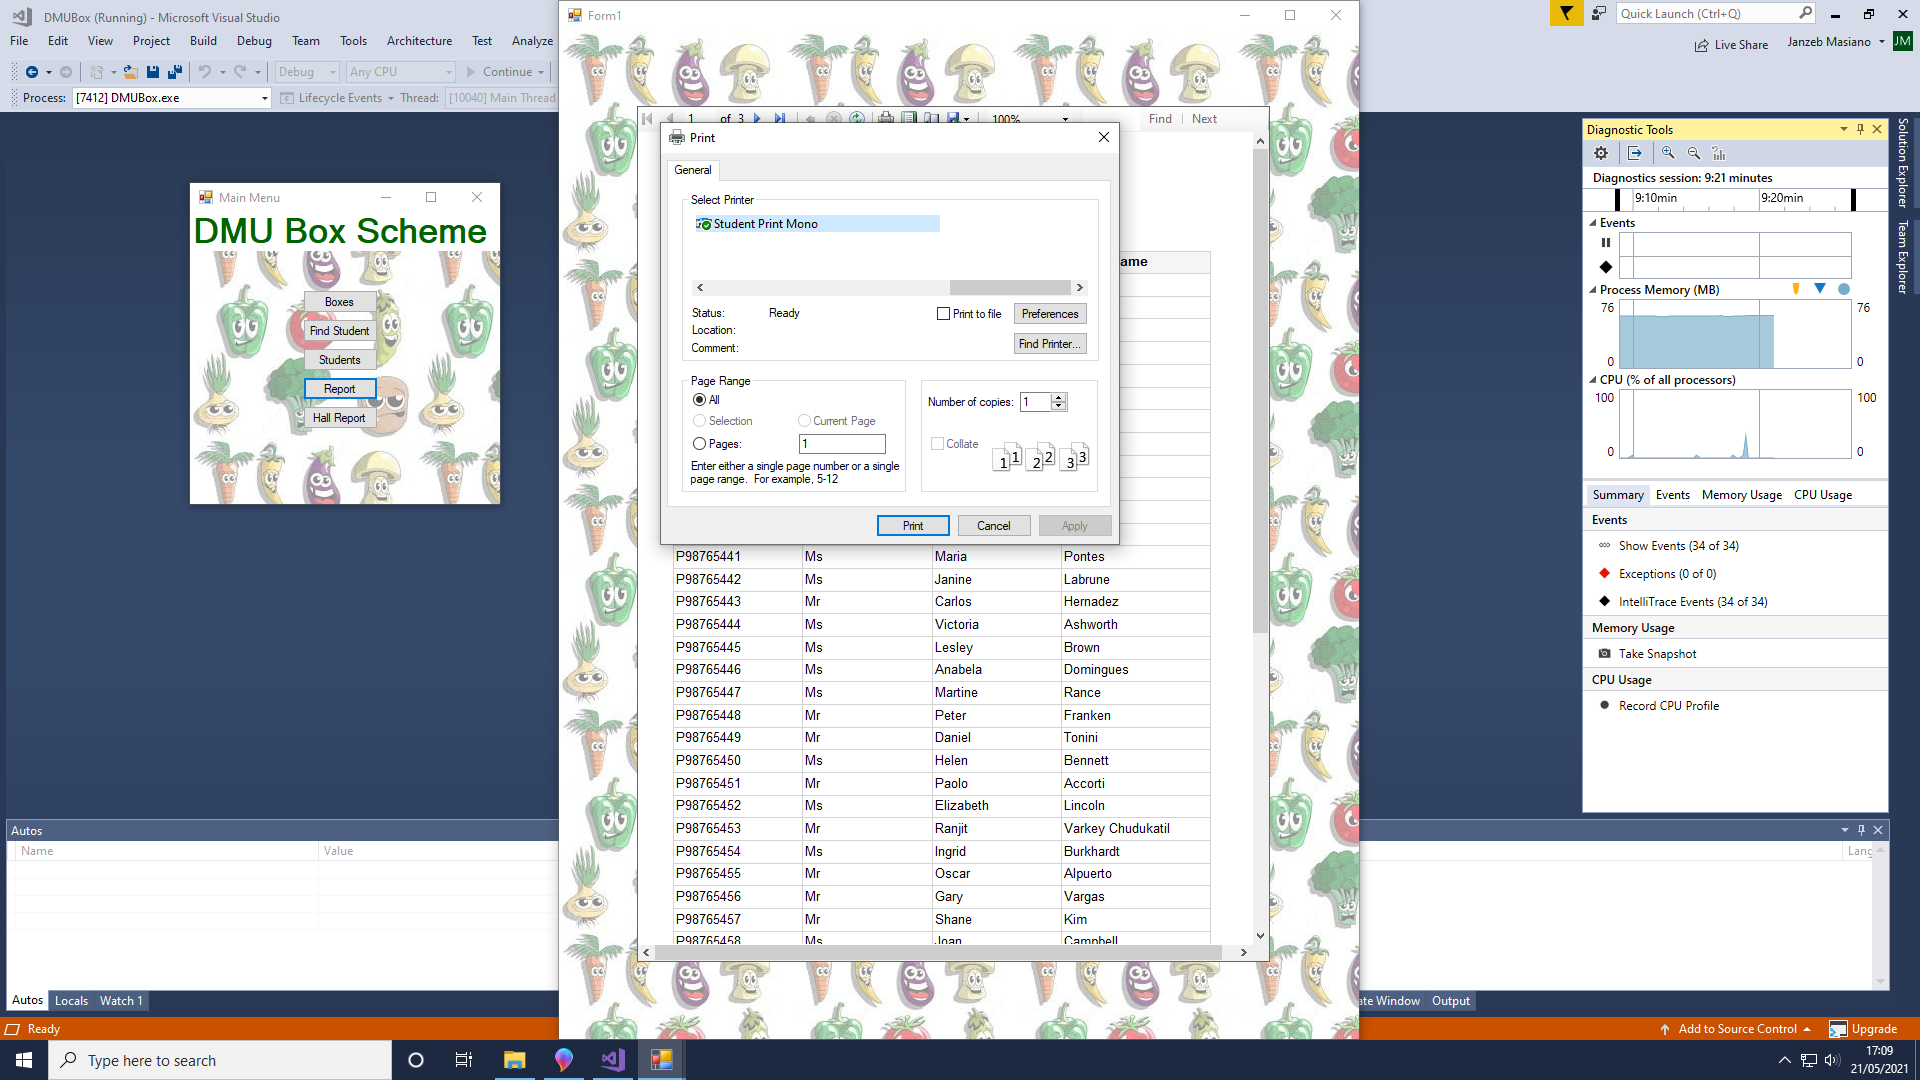 DMUBox (Running) - Microsoft Visual Studio
Quick Launch (Ctrl+Q)
File Edit View Project Build Debug Team Tools Architecture Test Analyze
Live Share
Janzeb Masiano
JM
Debug
Any CPU
Continue
Process:
[7412] DMUBox.exe
Lifecycle Events
Thread:
[10040] Main Thread
Form1
1
of 3
100%
Find
Next
Main Menu
DMU Box Scheme
Boxes
Find Student
Students
Report
Hall Report
Print
General
Select Printer
Student Print Mono
Status: Ready
Location:
Comment:
Print to file
Preferences
Find Printer...
Page Range
All
Selection
Current Page
Pages:
1
Enter either a single page number or a single
page range. For example, 5-12
Number of copies:
1
Collate
1 1 2 2 3 3
Print
Cancel
Apply
ame
P98765441 Ms Maria Pontes
P98765442 Ms Janine Labrune
P98765443 Mr Carlos Hernadez
P98765444 Ms Victoria Ashworth
P98765445 Ms Lesley Brown
P98765446 Ms Anabela Domingues
P98765447 Ms Martine Rance
P98765448 Mr Peter Franken
P98765449 Mr Daniel Tonini
P98765450 Ms Helen Bennett
P98765451 Mr Paolo Accorti
P98765452 Ms Elizabeth Lincoln
P98765453 Mr Ranjit Varkey Chudukatil
P98765454 Ms Ingrid Burkhardt
P98765455 Mr Oscar Alpuerto
P98765456 Mr Gary Vargas
P98765457 Mr Shane Kim
P98765458 Ms Joan Campbell
Diagnostic Tools
Diagnostics session: 9:21 minutes
9:10min
9:20min
Events
Process Memory (MB)
76
76
0
0
CPU (% of all processors)
100
100
0
0
Summary Events Memory Usage CPU Usage
Events
Show Events (34 of 34)
Exceptions (0 of 0)
IntelliTrace Events (34 of 34)
Memory Usage
Take Snapshot
CPU Usage
Record CPU Profile
Solution Explorer
Team Explorer
Autos
Name
Value
Lang
Autos Locals Watch 1
ate Window
Output
Ready
Add to Source Control
Upgrade
Type here to search
17:09
21/05/2021